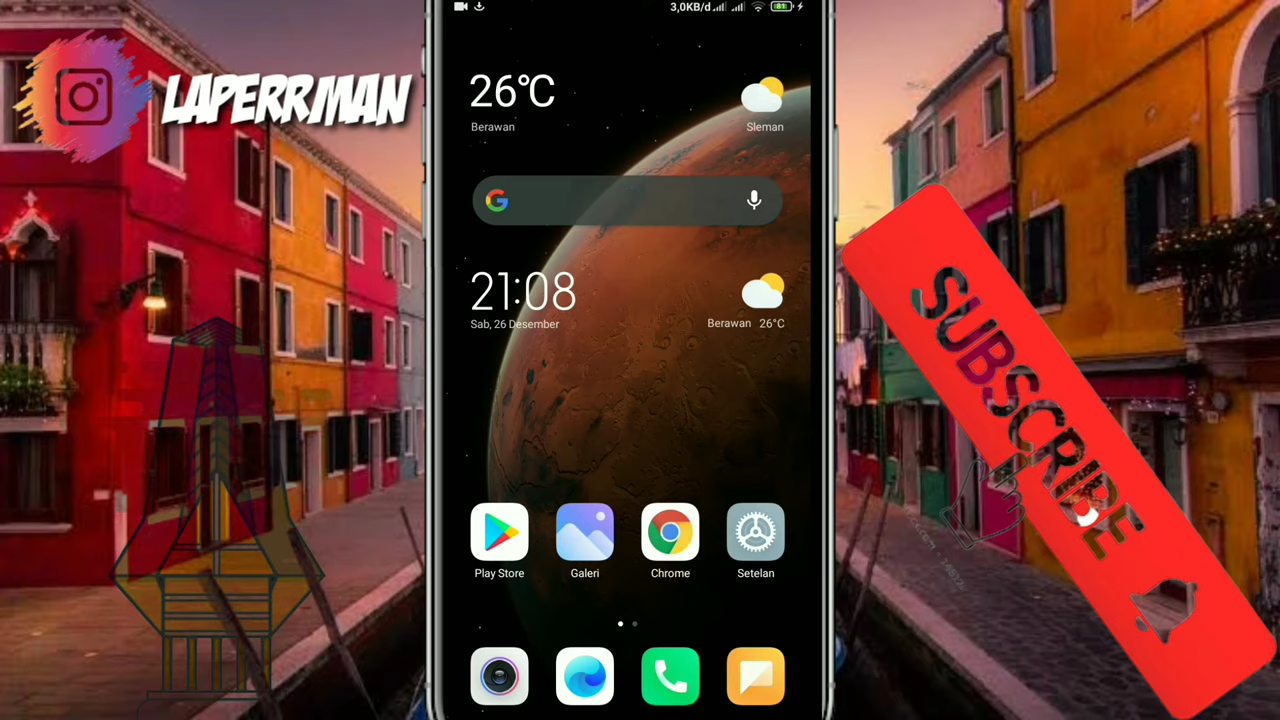 3,0KB/d
81
LAPERRMAN
26°C
Berawan
Sleman
21:08
Sab, 26 Desember
Berawan 26°C
SUBSCRIBE
Play Store
Galeri
Chrome
Setelan